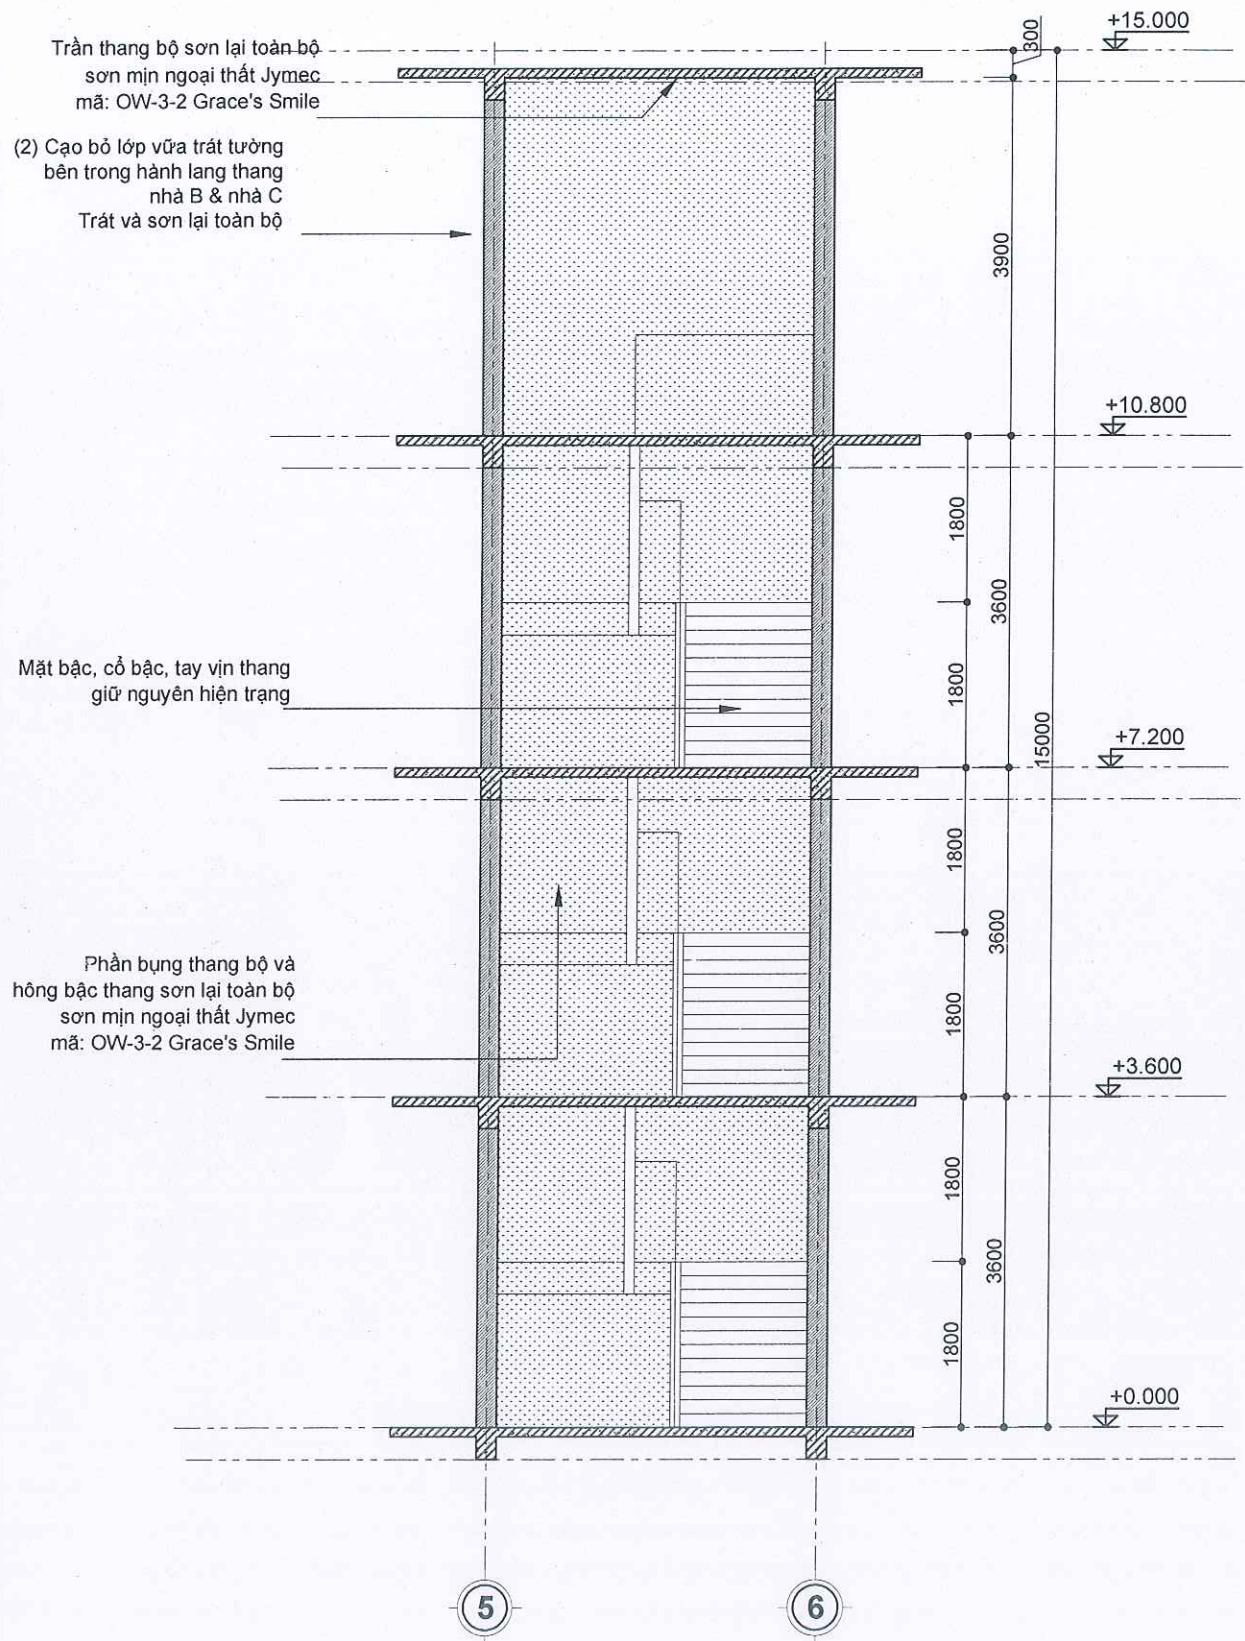 Trần thang bộ sơn lại toàn bộ
sơn mịn ngoại thất Jymec
mã: OW-3-2 Grace's Smile
(2) Cạo bỏ lớp vữa trát tường
bên trong hành lang thang
nhà B & nhà C
Trát và sơn lại toàn bộ
Mặt bậc, cổ bậc, tay vịn thang
giữ nguyên hiện trạng
Phần bụng thang bộ và
hông bậc thang sơn lại toàn bộ
sơn mịn ngoại thất Jymec
mã: OW-3-2 Grace's Smile
300
+15.000
3900
+10.800
1800
3600
1800
15000
+7.200
1800
3600
1800
+3.600
1800
3600
1800
+0.000
5
6